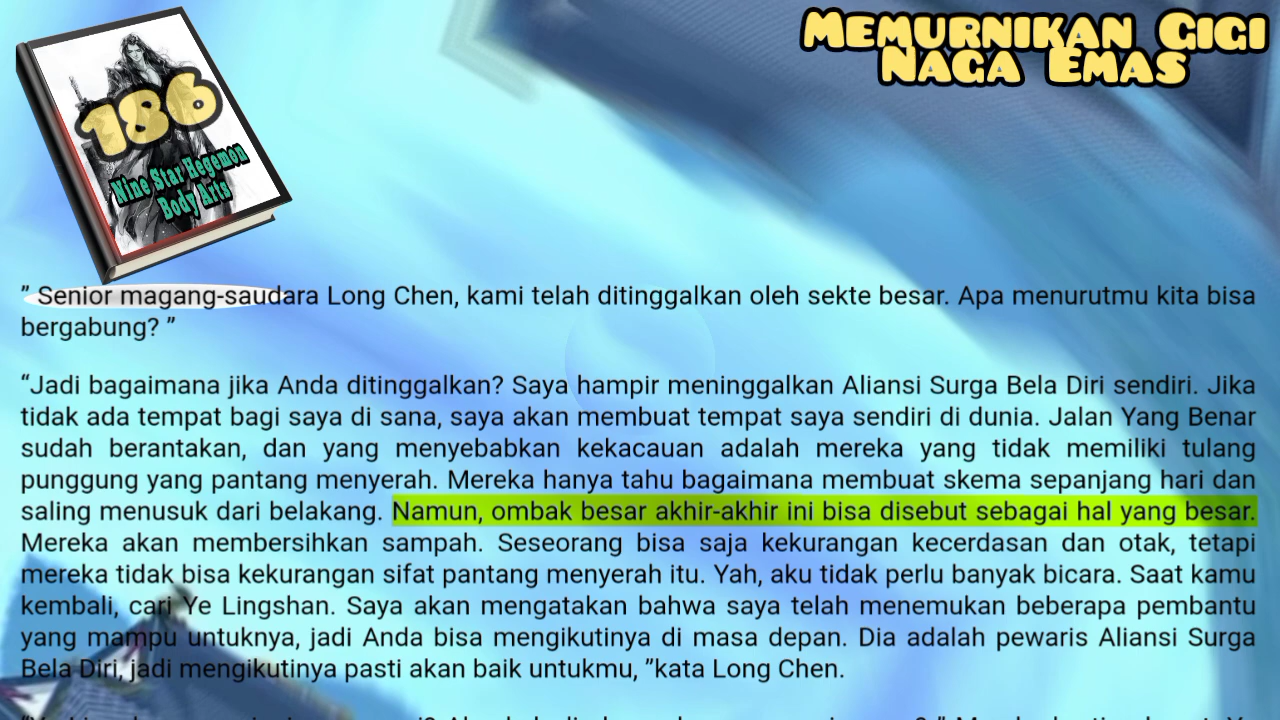 MEMURNIKAN GIGI
NAGA EMAS
186
Nine Star Hegemon
Body Arts
” Senior magang-saudara Long Chen, kami telah ditinggalkan oleh sekte besar. Apa menurutmu kita bisa
bergabung? ”
“Jadi bagaimana jika Anda ditinggalkan? Saya hampir meninggalkan Aliansi Surga Bela Diri sendiri. Jika
tidak ada tempat bagi saya di sana, saya akan membuat tempat saya sendiri di dunia. Jalan Yang Benar
sudah berantakan, dan yang menyebabkan kekacauan adalah mereka yang tidak memiliki tulang
punggung yang pantang menyerah. Mereka hanya tahu bagaimana membuat skema sepanjang hari dan
saling menusuk dari belakang. Namun, ombak besar akhir-akhir ini bisa disebut sebagai hal yang besar.
Mereka akan membersihkan sampah. Seseorang bisa saja kekurangan kecerdasan dan otak, tetapi
mereka tidak bisa kekurangan sifat pantang menyerah itu. Yah, aku tidak perlu banyak bicara. Saat kamu
kembali, cari Ye Lingshan. Saya akan mengatakan bahwa saya telah menemukan beberapa pembantu
yang mampu untuknya, jadi Anda bisa mengikutinya di masa depan. Dia adalah pewaris Aliansi Surga
Bela Diri, jadi mengikutinya pasti akan baik untukmu, ”kata Long Chen.